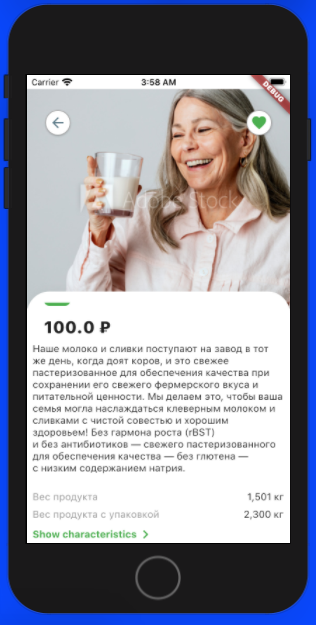 Carrier
3:58 AM
DEBUG
Adobe Stock
100.0 ₽
Наше молоко и сливки поступают на завод в тот
же день, когда доят коров, и это свежее
пастеризованное для обеспечения качества при
сохранении его свежего фермерского вкуса и
питательной ценности. Мы делаем это, чтобы ваша
семья могла наслаждаться клеверным молоком и
сливками с чистой совестью и хорошим
здоровьем! Без гармона роста (rBST)
и без антибиотиков — свежего пастеризованного
для обеспечения качества — без глютена —
с низким содержанием натрия.
Вес продукта 1,501 кг
Вес продукта с упаковкой 2,300 кг
Show characteristics